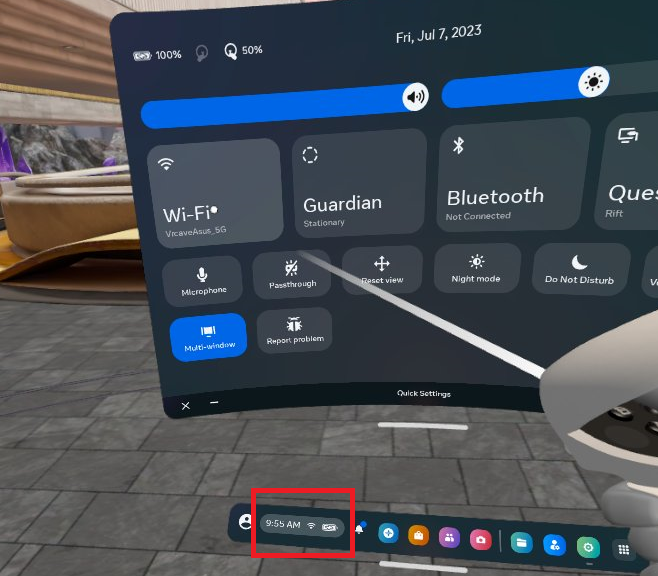 Fri, Jul 7, 2023
100%
50%
Wi-Fi
VrcaveAsus_5G
Guardian
Stationary
Bluetooth
Not Connected
Rift
Microphone
Passthrough
Reset view
Night mode
Do Not Disturb
Multi-window
Report problem
Quick Settings
9:55 AM